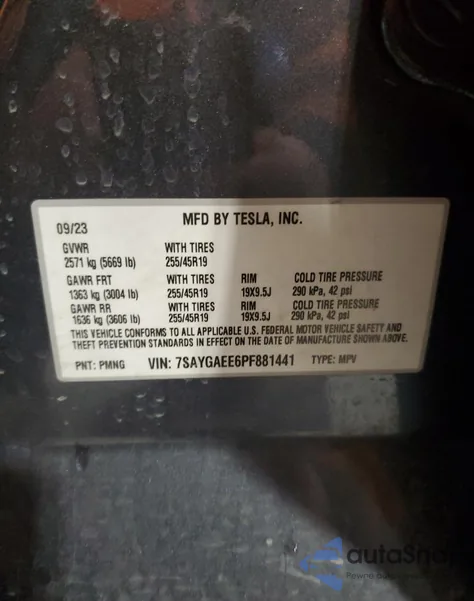 09/23 MFD BY TESLA, INC.
GVWR WITH TIRES
2571 kg (5669 lb) 255/45R19
GAWR FRT WITH TIRES RIM COLD TIRE PRESSURE
1363 kg (3004 lb) 255/45R19 19X9.5J 290 kPa, 42 psi
GAWR RR WITH TIRES RIM COLD TIRE PRESSURE
1636 kg (3606 lb) 255/45R19 19X9.5J 290 kPa, 42 psi
THIS VEHICLE CONFORMS TO ALL APPLICABLE U.S. FEDERAL MOTOR VEHICLE SAFETY AND
THEFT PREVENTION STANDARDS IN EFFECT ON THE DATE OF MANUFACTURE SHOWN ABOVE.
PNT: PMNG VIN: 7SAYGAEE6PF881441 TYPE: MPV